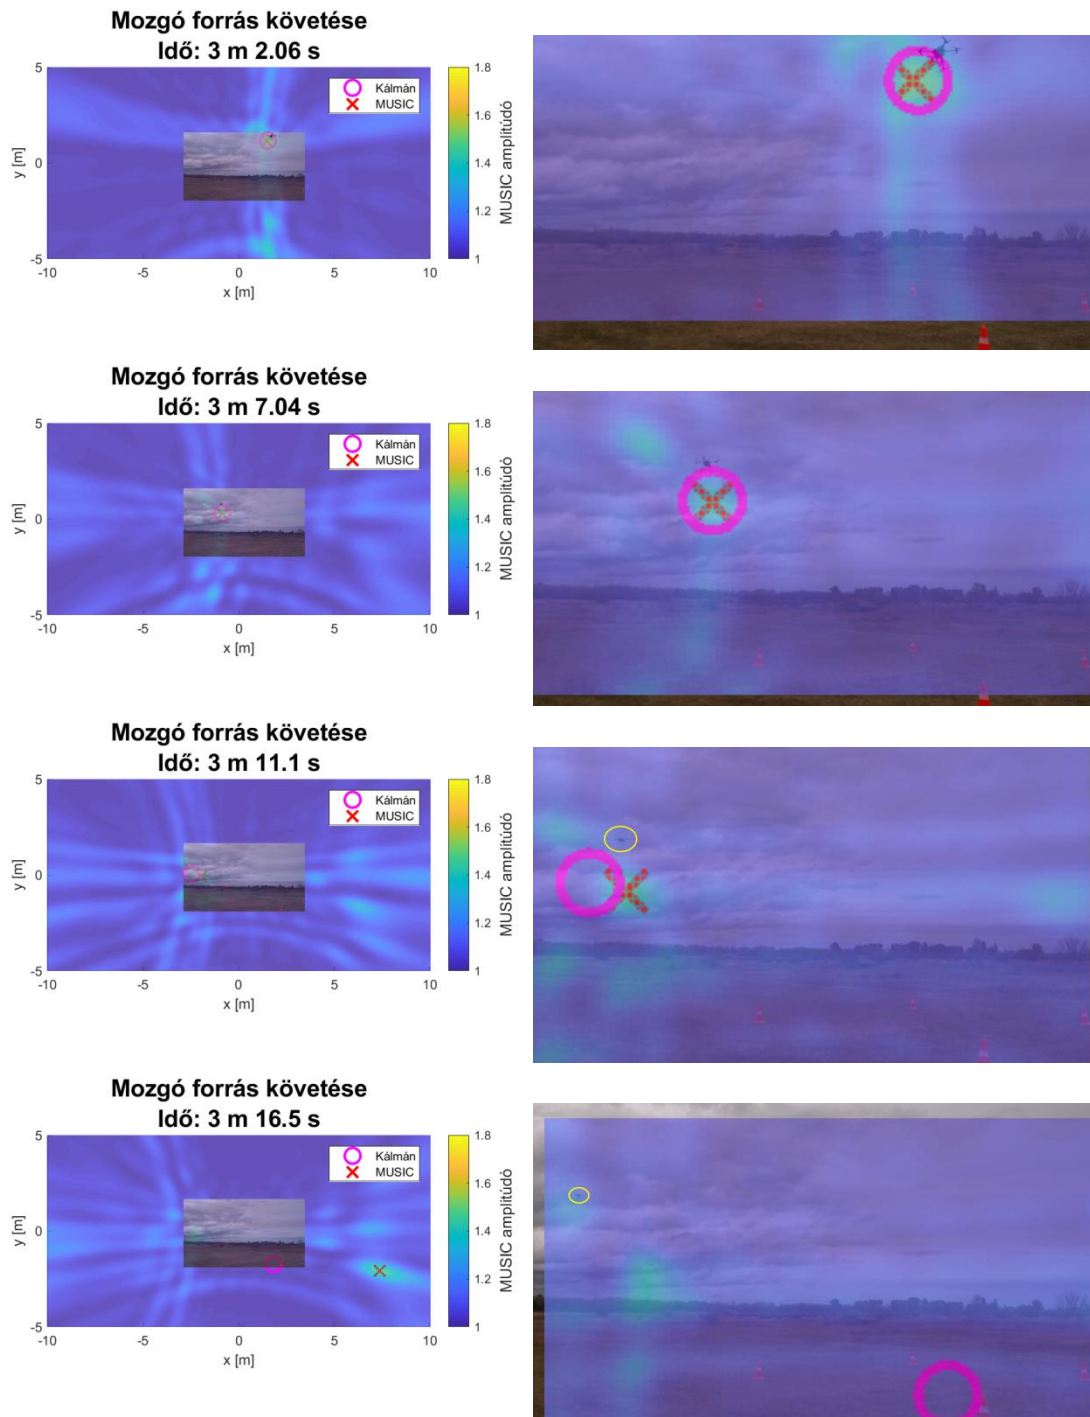 Mozgó forrás követése
Idő: 3 m 2.06 s
Kálmán
MUSIC
5
0
-5
y [m]
-10
-5
0
5
10
x [m]
1.8
1.6
1.4
1.2
1
MUSIC amplitúdó
Mozgó forrás követése
Idő: 3 m 7.04 s
Kálmán
MUSIC
5
0
-5
y [m]
-10
-5
0
5
10
x [m]
1.8
1.6
1.4
1.2
1
MUSIC amplitúdó
Mozgó forrás követése
Idő: 3 m 11.1 s
Kálmán
MUSIC
5
0
-5
y [m]
-10
-5
0
5
10
x [m]
1.8
1.6
1.4
1.2
1
MUSIC amplitúdó
Mozgó forrás követése
Idő: 3 m 16.5 s
Kálmán
MUSIC
5
0
-5
y [m]
-10
-5
0
5
10
x [m]
1.8
1.6
1.4
1.2
1
MUSIC amplitúdó